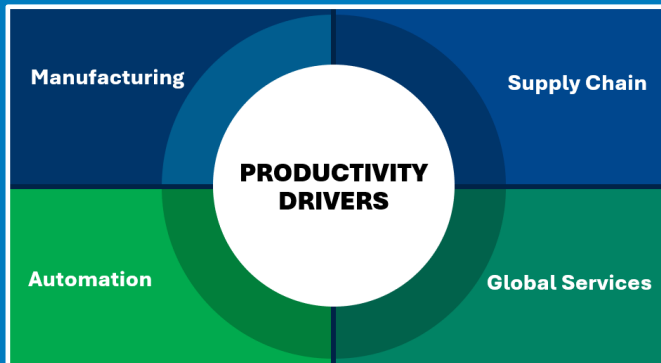 Manufacturing
Supply Chain
PRODUCTIVITY
DRIVERS
Automation
Global Services